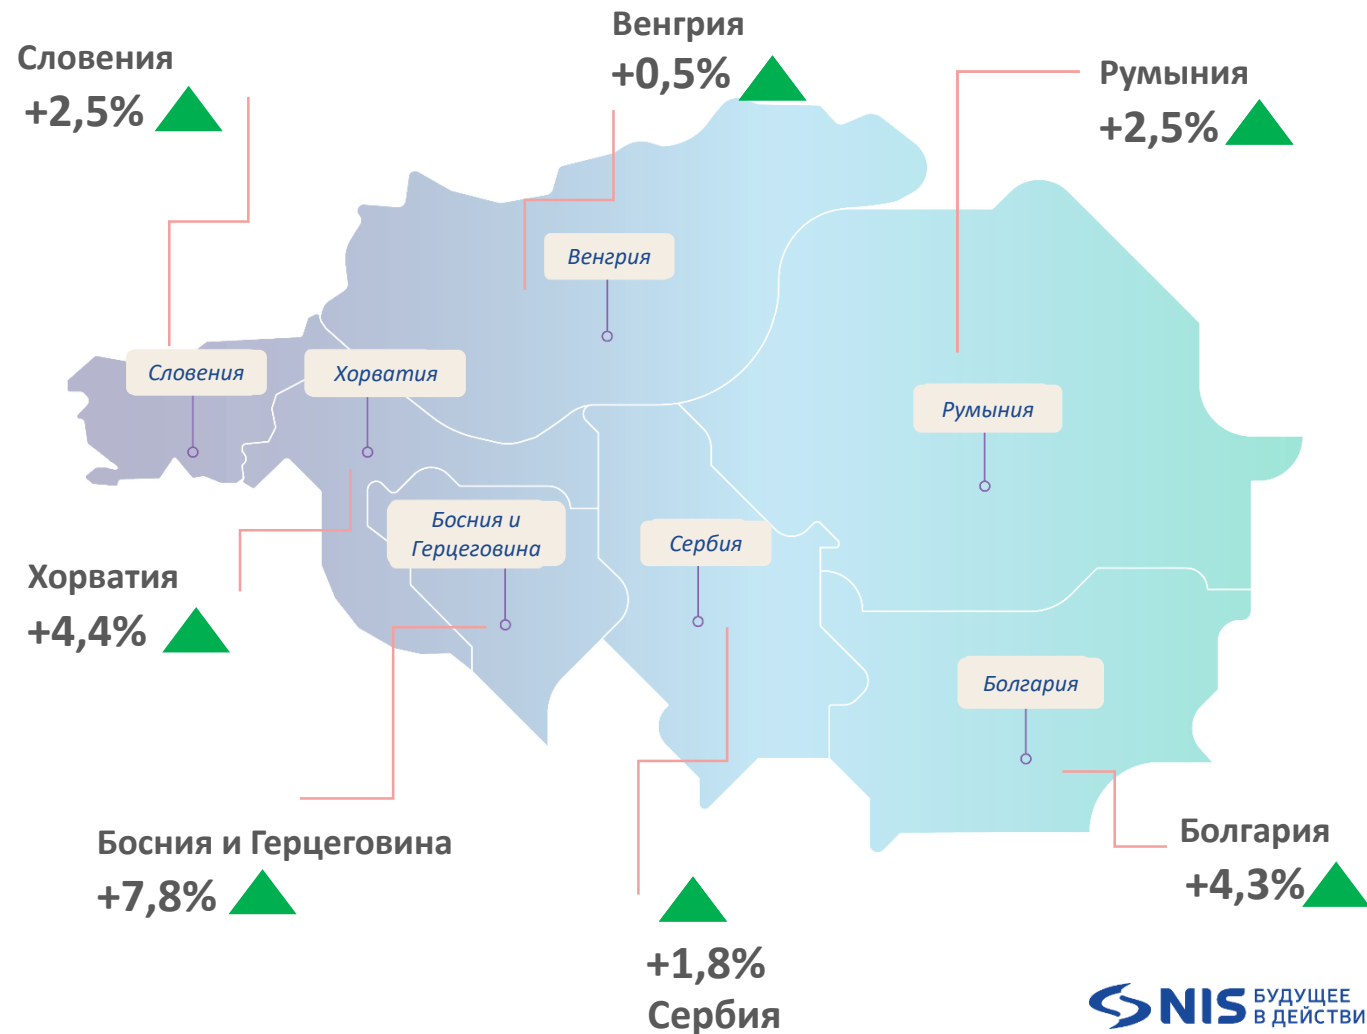 Венгрия
+0,5%
Словения
+2,5%
Румыния
+2,5%
Венгрия
Словения
Хорватия
Румыния
Босния и
Герцеговина
Сербия
Хорватия
+4,4%
Болгария
Босния и Герцеговина
+7,8%
Болгария
+4,3%
+1,8%
Сербия
NIS БУДУЩЕЕ
В ДЕЙСТВИ